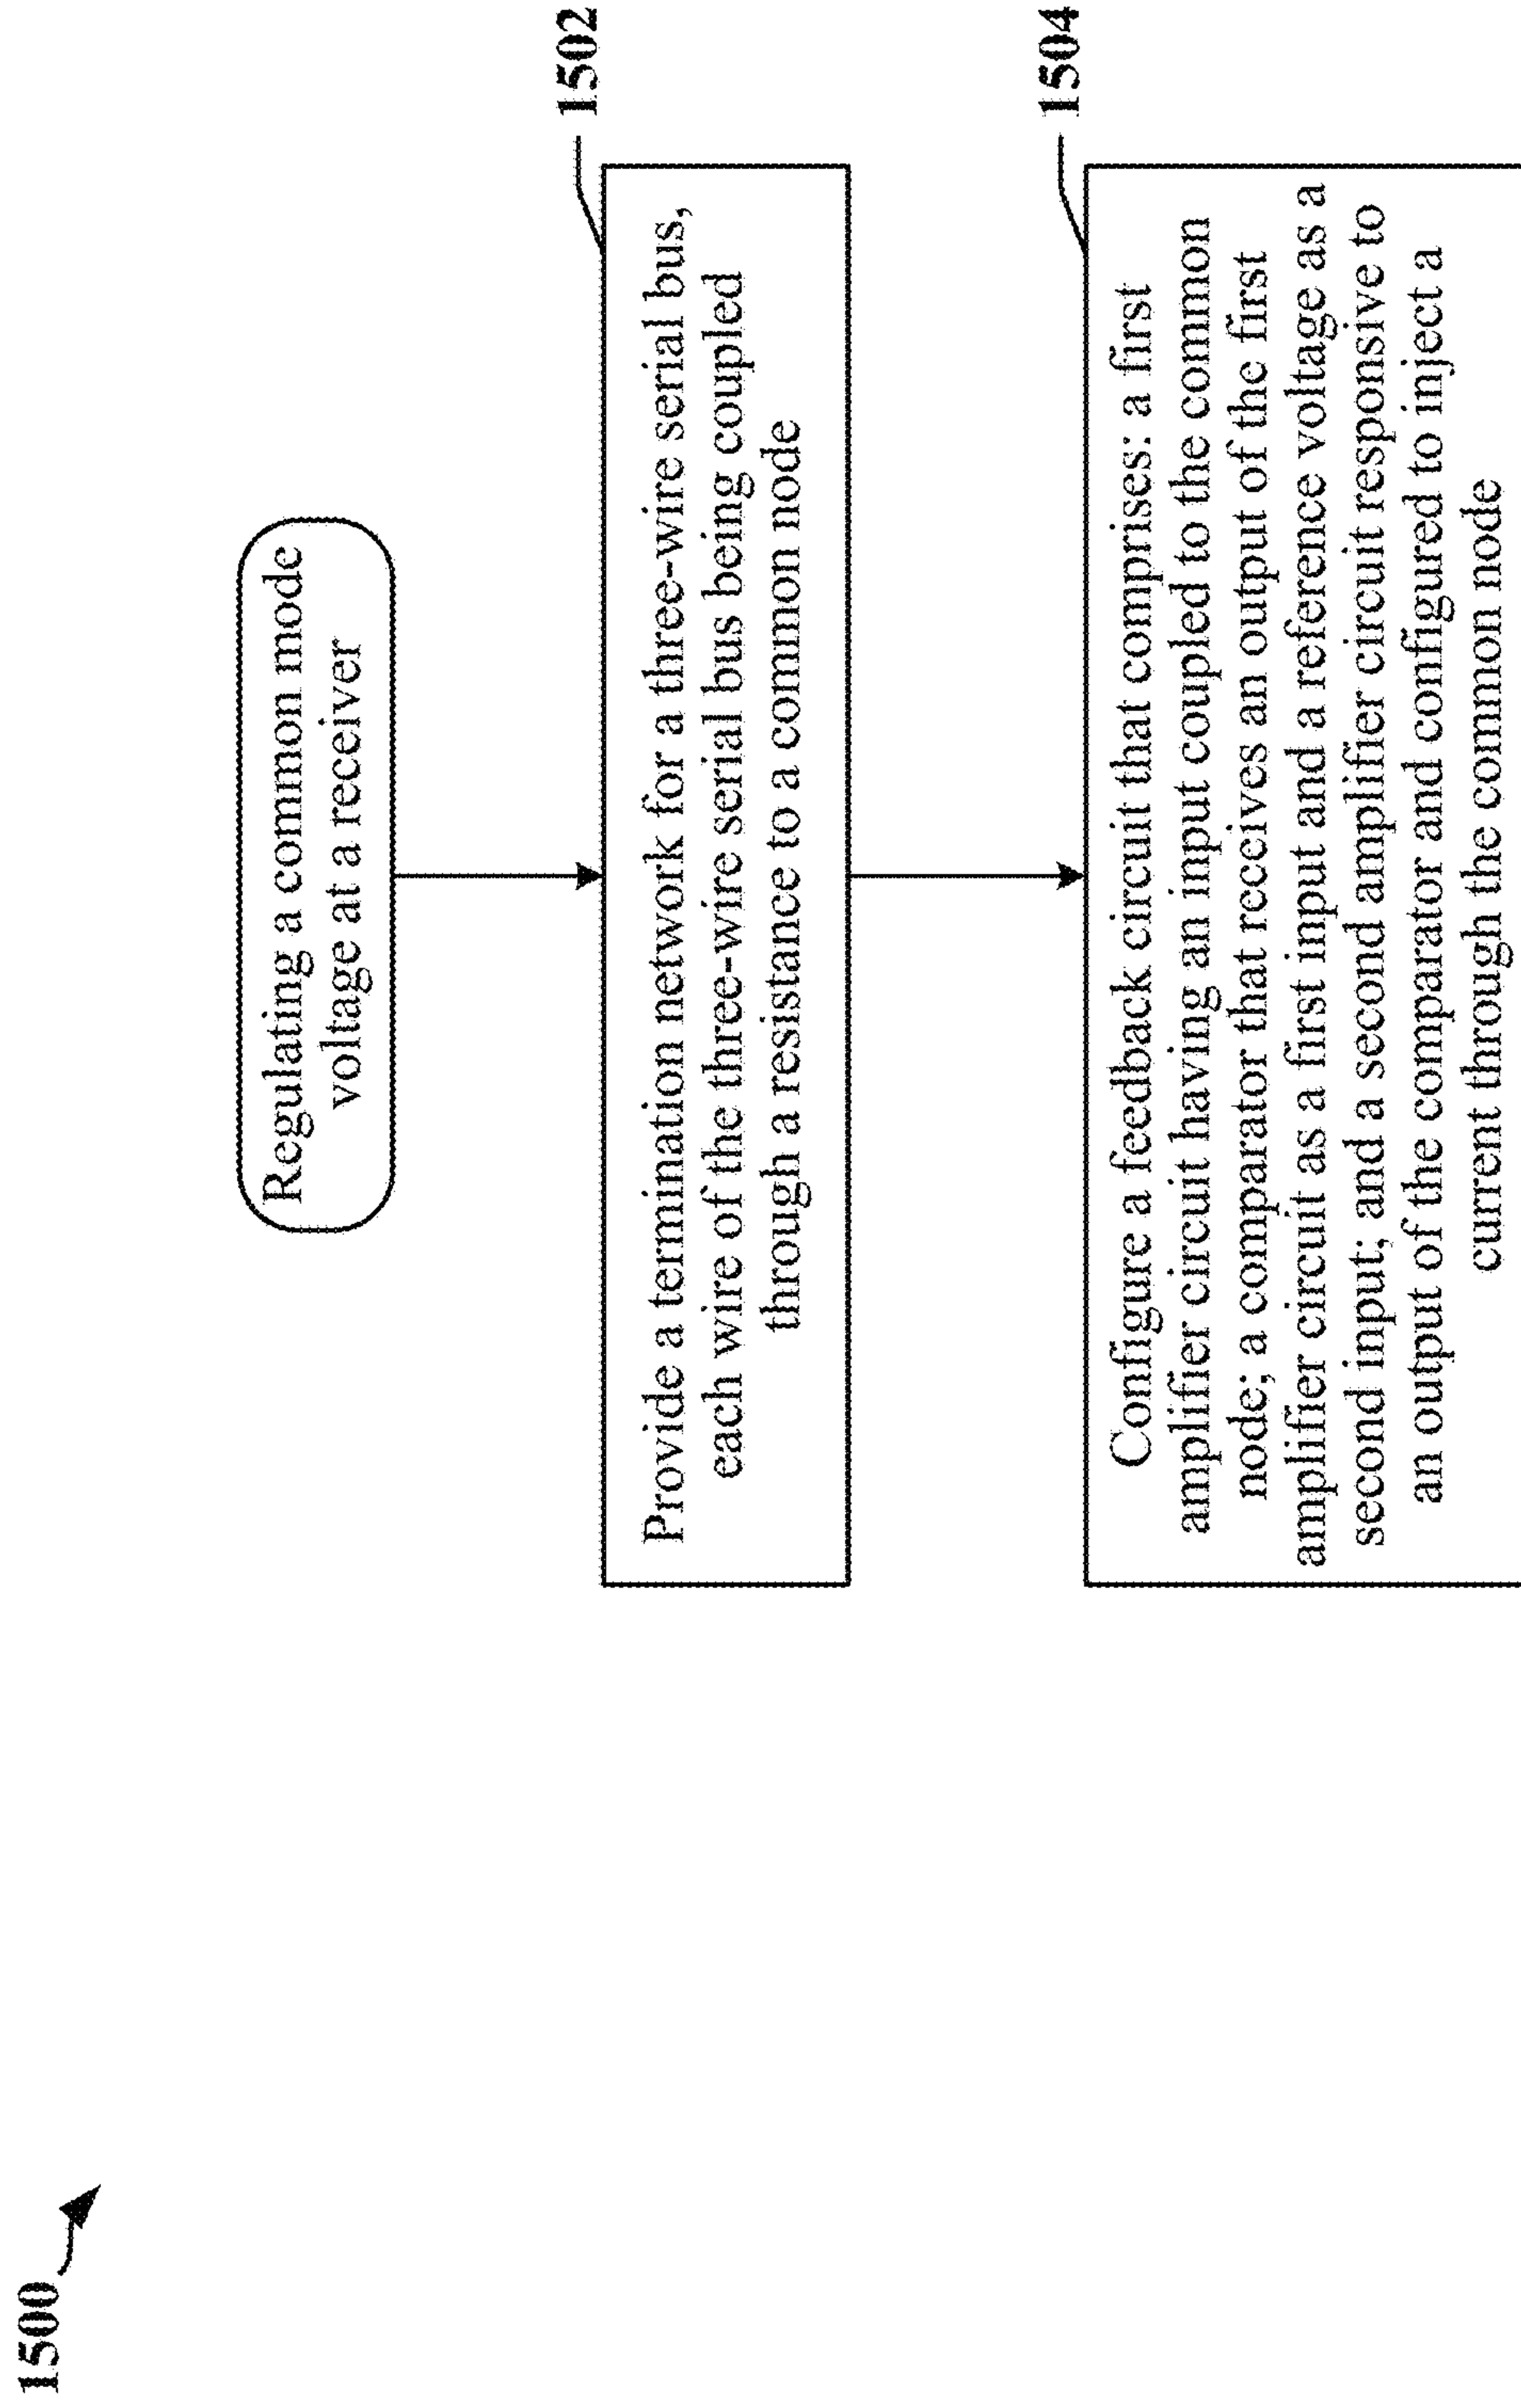 1500
Regulating a common mode
voltage at a receiver
1502
Provide a termination network for a three-wire serial bus,
each wire of the three-wire serial bus being coupled
through a resistance to a common node
1504
Configure a feedback circuit that comprises: a first
amplifier circuit having an input coupled to the common
node; a comparator that receives an output of the first
amplifier circuit as a first input and a reference voltage as a
second input; and a second amplifier circuit responsive to
an output of the comparator and configured to inject a
current through the common node